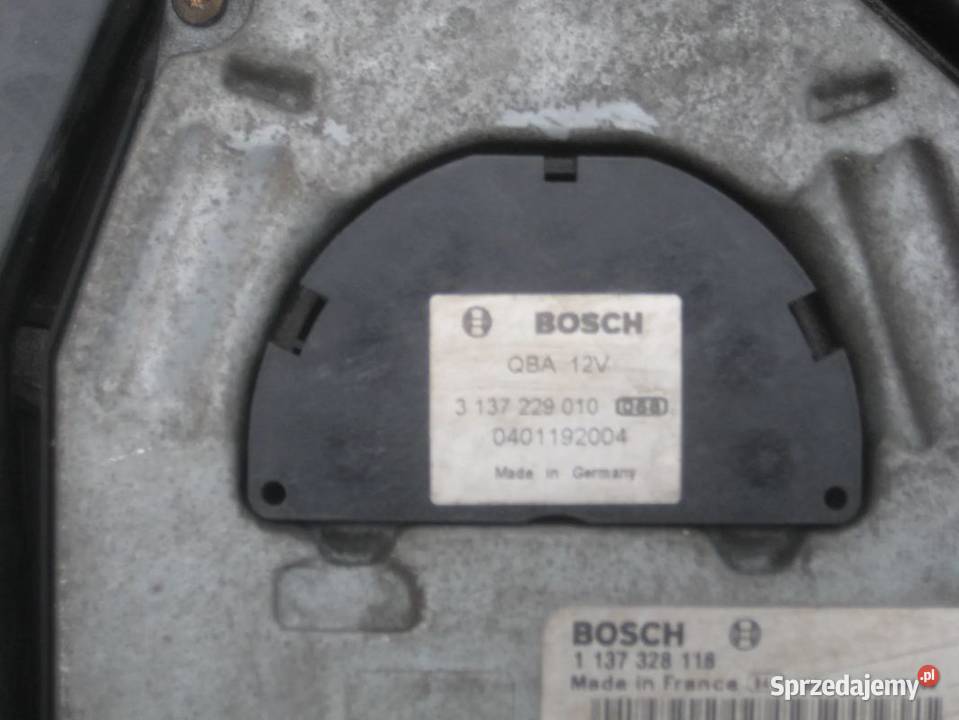 BOSCH
QBA 12V
3 137 229 010
0401192004
Made in Germany
BOSCH
1 137 328 118
Made in France
Sprzedajemy.pl